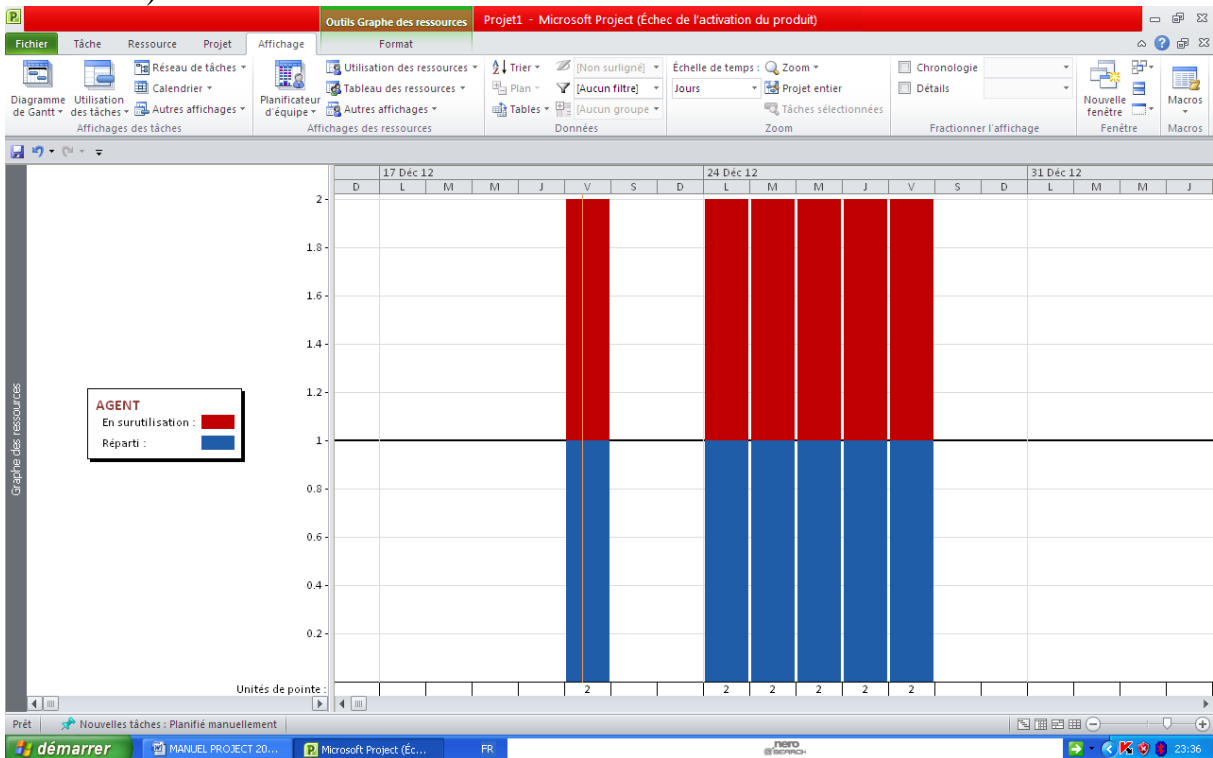 Outils Graphe des ressources
Projet1 - Microsoft Project (Échec de l'activation du produit)
Fichier Tâche Ressource Projet Affichage Format
Diagramme de Gantt
Utilisation des tâches
Réseau de tâches
Calendrier
Autres affichages
Affichages des tâches
Planificateur d'équipe
Utilisation des ressources
Tableau des ressources
Autres affichages
Affichages des ressources
Trier
Plan
Tables
[Non surligné]
[Aucun filtre]
[Aucun groupe
Données
Échelle de temps :
Jours
Zoom
Projet entier
Tâches sélectionnées
Zoom
Chronologie
Détails
Fractionner l'affichage
Nouvelle fenêtre
Fenêtre
Macros
Macros
17 Déc 12 24 Déc 12 31 Déc 12
D L M M J V S D L M M J V S D L M M J
2
1.8
1.6
1.4
1.2
1
0.8
0.6
0.4
0.2
Graphe des ressources
AGENT
En surutilisation :
Réparti :
Unités de pointe : 2 2 2 2 2 2
Prêt Nouvelles tâches : Planifié manuellement
démarrer MANUEL PROJECT 20... Microsoft Project (Éc... FR nero SEARCH 23:36